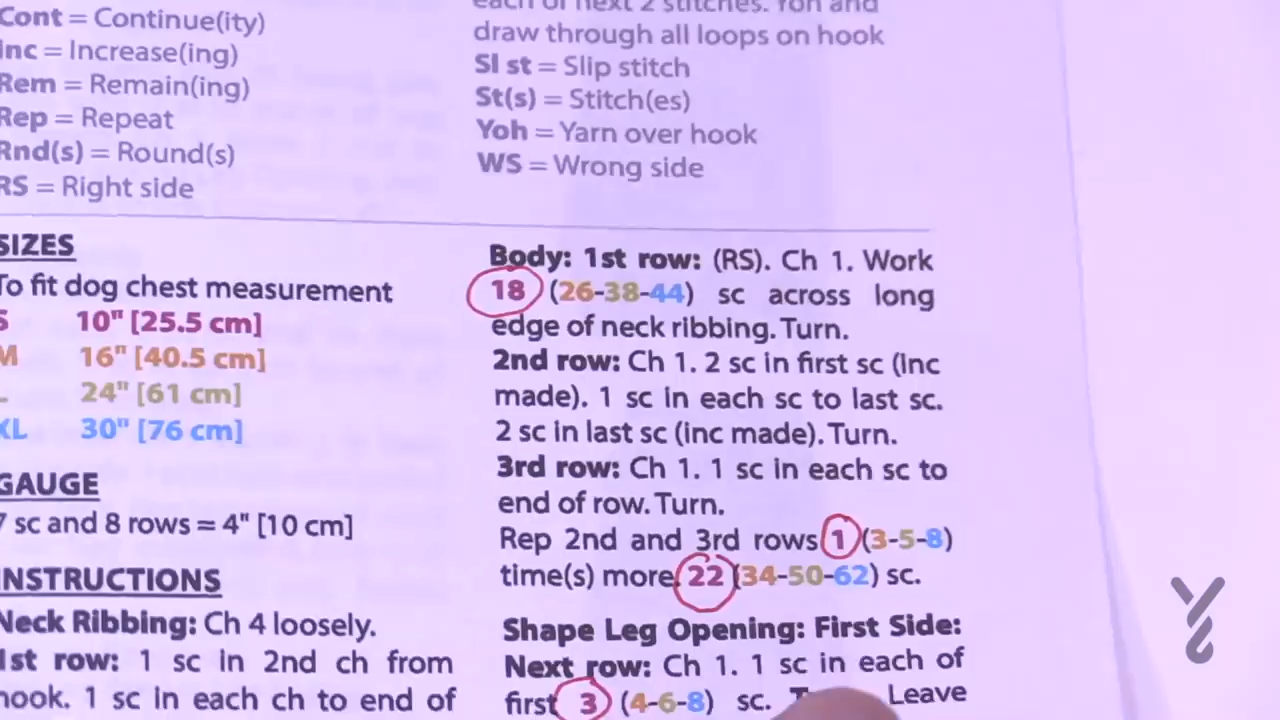 Cont = Continue(ity)
Inc = Increase(ing)
Rem = Remain(ing)
Rep = Repeat
Rnd(s) = Round(s)
RS = Right side
each of next 2 stitches. Yoh and
draw through all loops on hook
Sl st = Slip stitch
St(s) = Stitch(es)
Yoh = Yarn over hook
WS = Wrong side
SIZES
To fit dog chest measurement
S 10" [25.5 cm]
M 16" [40.5 cm]
L 24" [61 cm]
XL 30" [76 cm]
GAUGE
7 sc and 8 rows = 4" [10 cm]
INSTRUCTIONS
Neck Ribbing: Ch 4 loosely.
1st row: 1 sc in 2nd ch from
hook. 1 sc in each ch to end of
Body: 1st row: (RS). Ch 1. Work
18 (26-38-44) sc across long
edge of neck ribbing. Turn.
2nd row: Ch 1. 2 sc in first sc (inc
made). 1 sc in each sc to last sc.
2 sc in last sc (inc made). Turn.
3rd row: Ch 1. 1 sc in each sc to
end of row. Turn.
Rep 2nd and 3rd rows 1 (3-5-8)
time(s) more. 22 (34-50-62) sc.
Shape Leg Opening: First Side:
Next row: Ch 1. 1 sc in each of
first 3 (4-6-8) sc. Leave